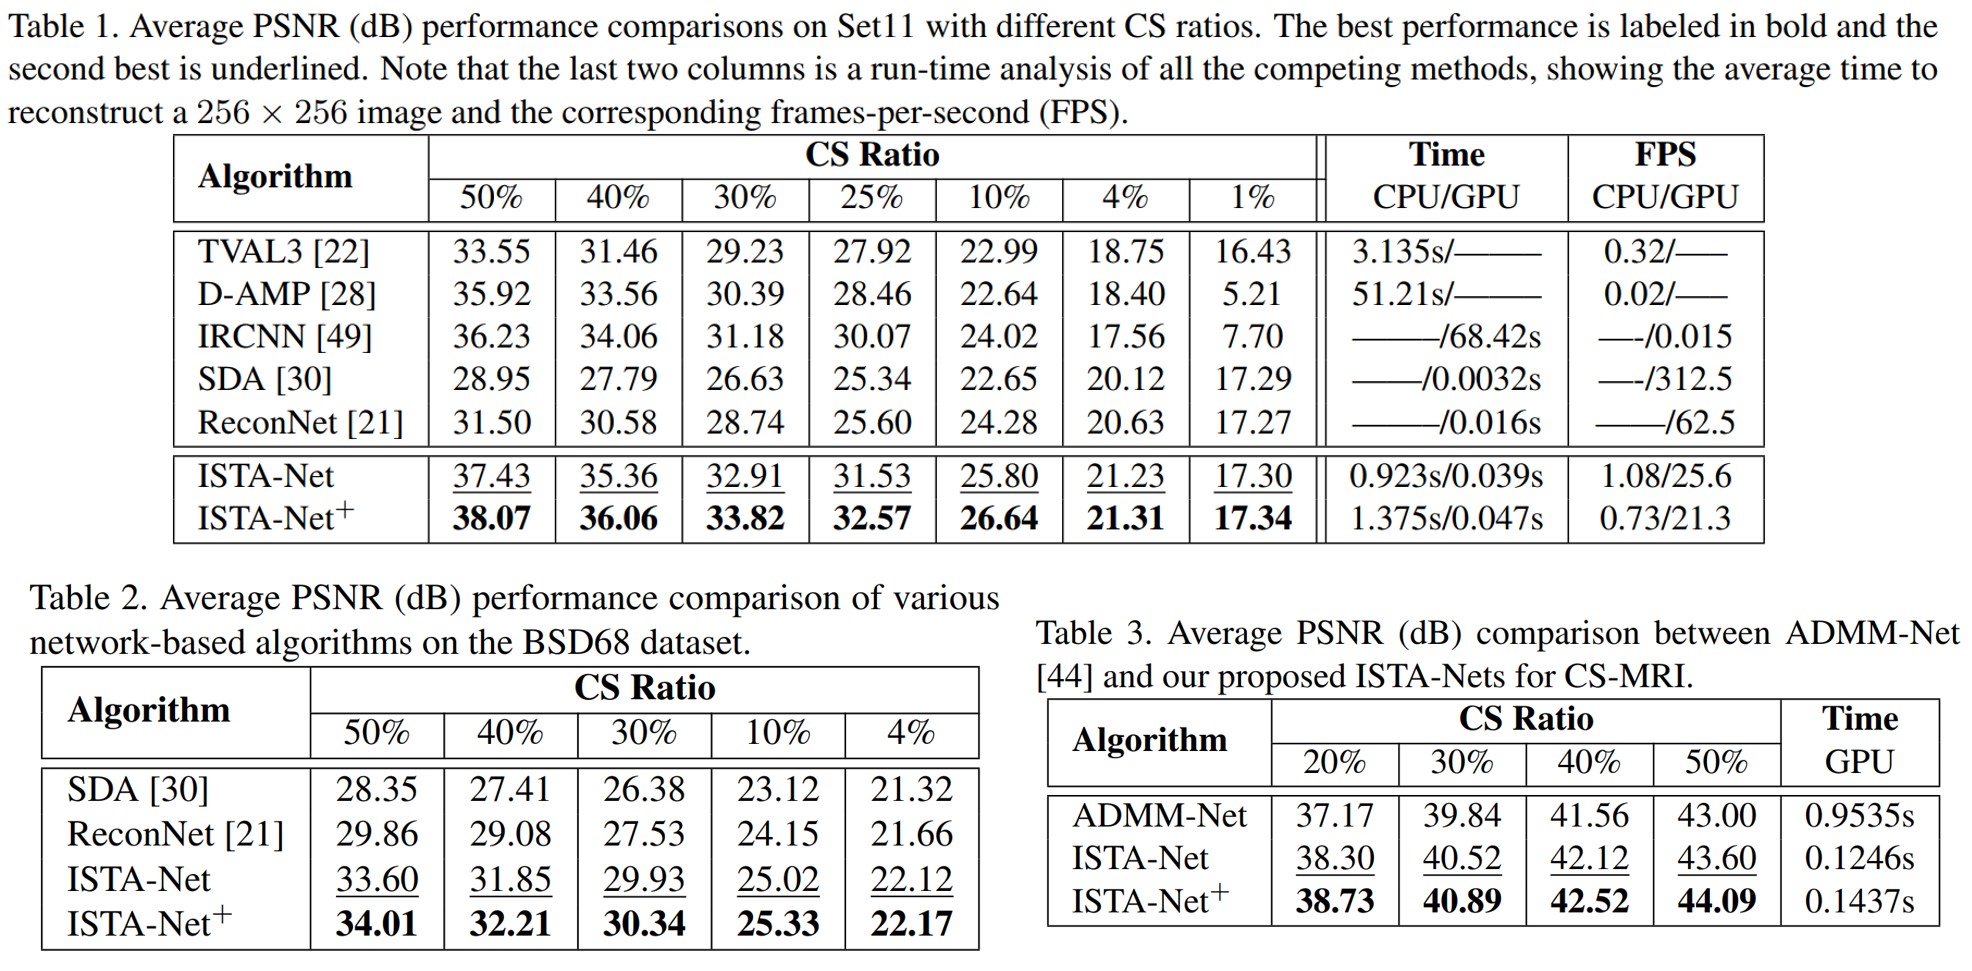 Table 1. Average PSNR (dB) performance comparisons on Set11 with different CS ratios. The best performance is labeled in bold and the
second best is underlined. Note that the last two columns is a run-time analysis of all the competing methods, showing the average time to
reconstruct a 256 × 256 image and the corresponding frames-per-second (FPS).
Algorithm CS Ratio Time FPS
50% 40% 30% 25% 10% 4% 1% CPU/GPU CPU/GPU
TVAL3 [22] 33.55 31.46 29.23 27.92 22.99 18.75 16.43 3.135s/—— 0.32/——
D-AMP [28] 35.92 33.56 30.39 28.46 22.64 18.40 5.21 51.21s/—— 0.02/——
IRCNN [49] 36.23 34.06 31.18 30.07 24.02 17.56 7.70 ——/68.42s —-/0.015
SDA [30] 28.95 27.79 26.63 25.34 22.65 20.12 17.29 ——/0.0032s —-/312.5
ReconNet [21] 31.50 30.58 28.74 25.60 24.28 20.63 17.27 ——/0.016s ——/62.5
ISTA-Net 37.43 35.36 32.91 31.53 25.80 21.23 17.30 0.923s/0.039s 1.08/25.6
ISTA-Net+ 38.07 36.06 33.82 32.57 26.64 21.31 17.34 1.375s/0.047s 0.73/21.3
Table 2. Average PSNR (dB) performance comparison of various
network-based algorithms on the BSD68 dataset.
Algorithm CS Ratio
50% 40% 30% 10% 4%
SDA [30] 28.35 27.41 26.38 23.12 21.32
ReconNet [21] 29.86 29.08 27.53 24.15 21.66
ISTA-Net 33.60 31.85 29.93 25.02 22.12
ISTA-Net+ 34.01 32.21 30.34 25.33 22.17
Table 3. Average PSNR (dB) comparison between ADMM-Net
[44] and our proposed ISTA-Nets for CS-MRI.
Algorithm CS Ratio Time
20% 30% 40% 50% GPU
ADMM-Net 37.17 39.84 41.56 43.00 0.9535s
ISTA-Net 38.30 40.52 42.12 43.60 0.1246s
ISTA-Net+ 38.73 40.89 42.52 44.09 0.1437s